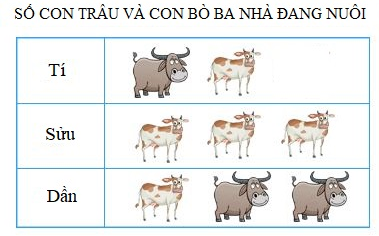 SỐ CON TRÂU VÀ CON BÒ BA NHÀ ĐANG NUÔI
Tí
Sửu
Dần